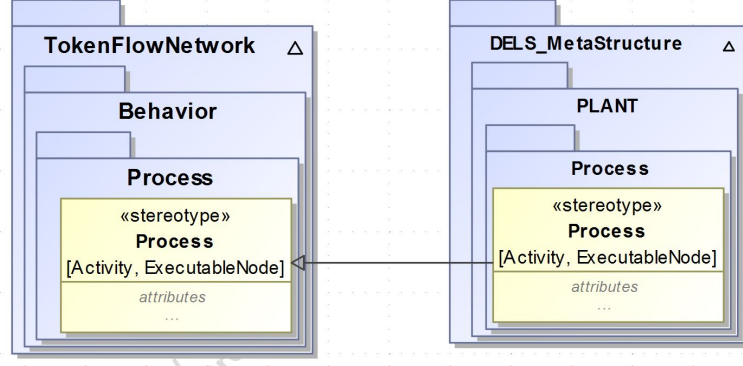 TokenFlowNetwork
Behavior
Process
«stereotype»
Process
[Activity, ExecutableNode]
attributes
...
DELS_MetaStructure
PLANT
Process
«stereotype»
Process
[Activity, ExecutableNode]
attributes
...